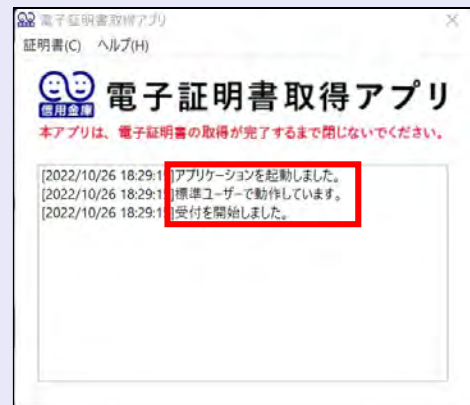 電子証明書取得アプリ
証明書(C) ヘルプ(H)
信用金庫
電子証明書取得アプリ
本アプリは、電子証明書の取得が完了するまで閉じないでください。
[2022/10/26 18:29:15]アプリケーションを起動しました。
[2022/10/26 18:29:15]標準ユーザーで動作しています。
[2022/10/26 18:29:15]受付を開始しました。